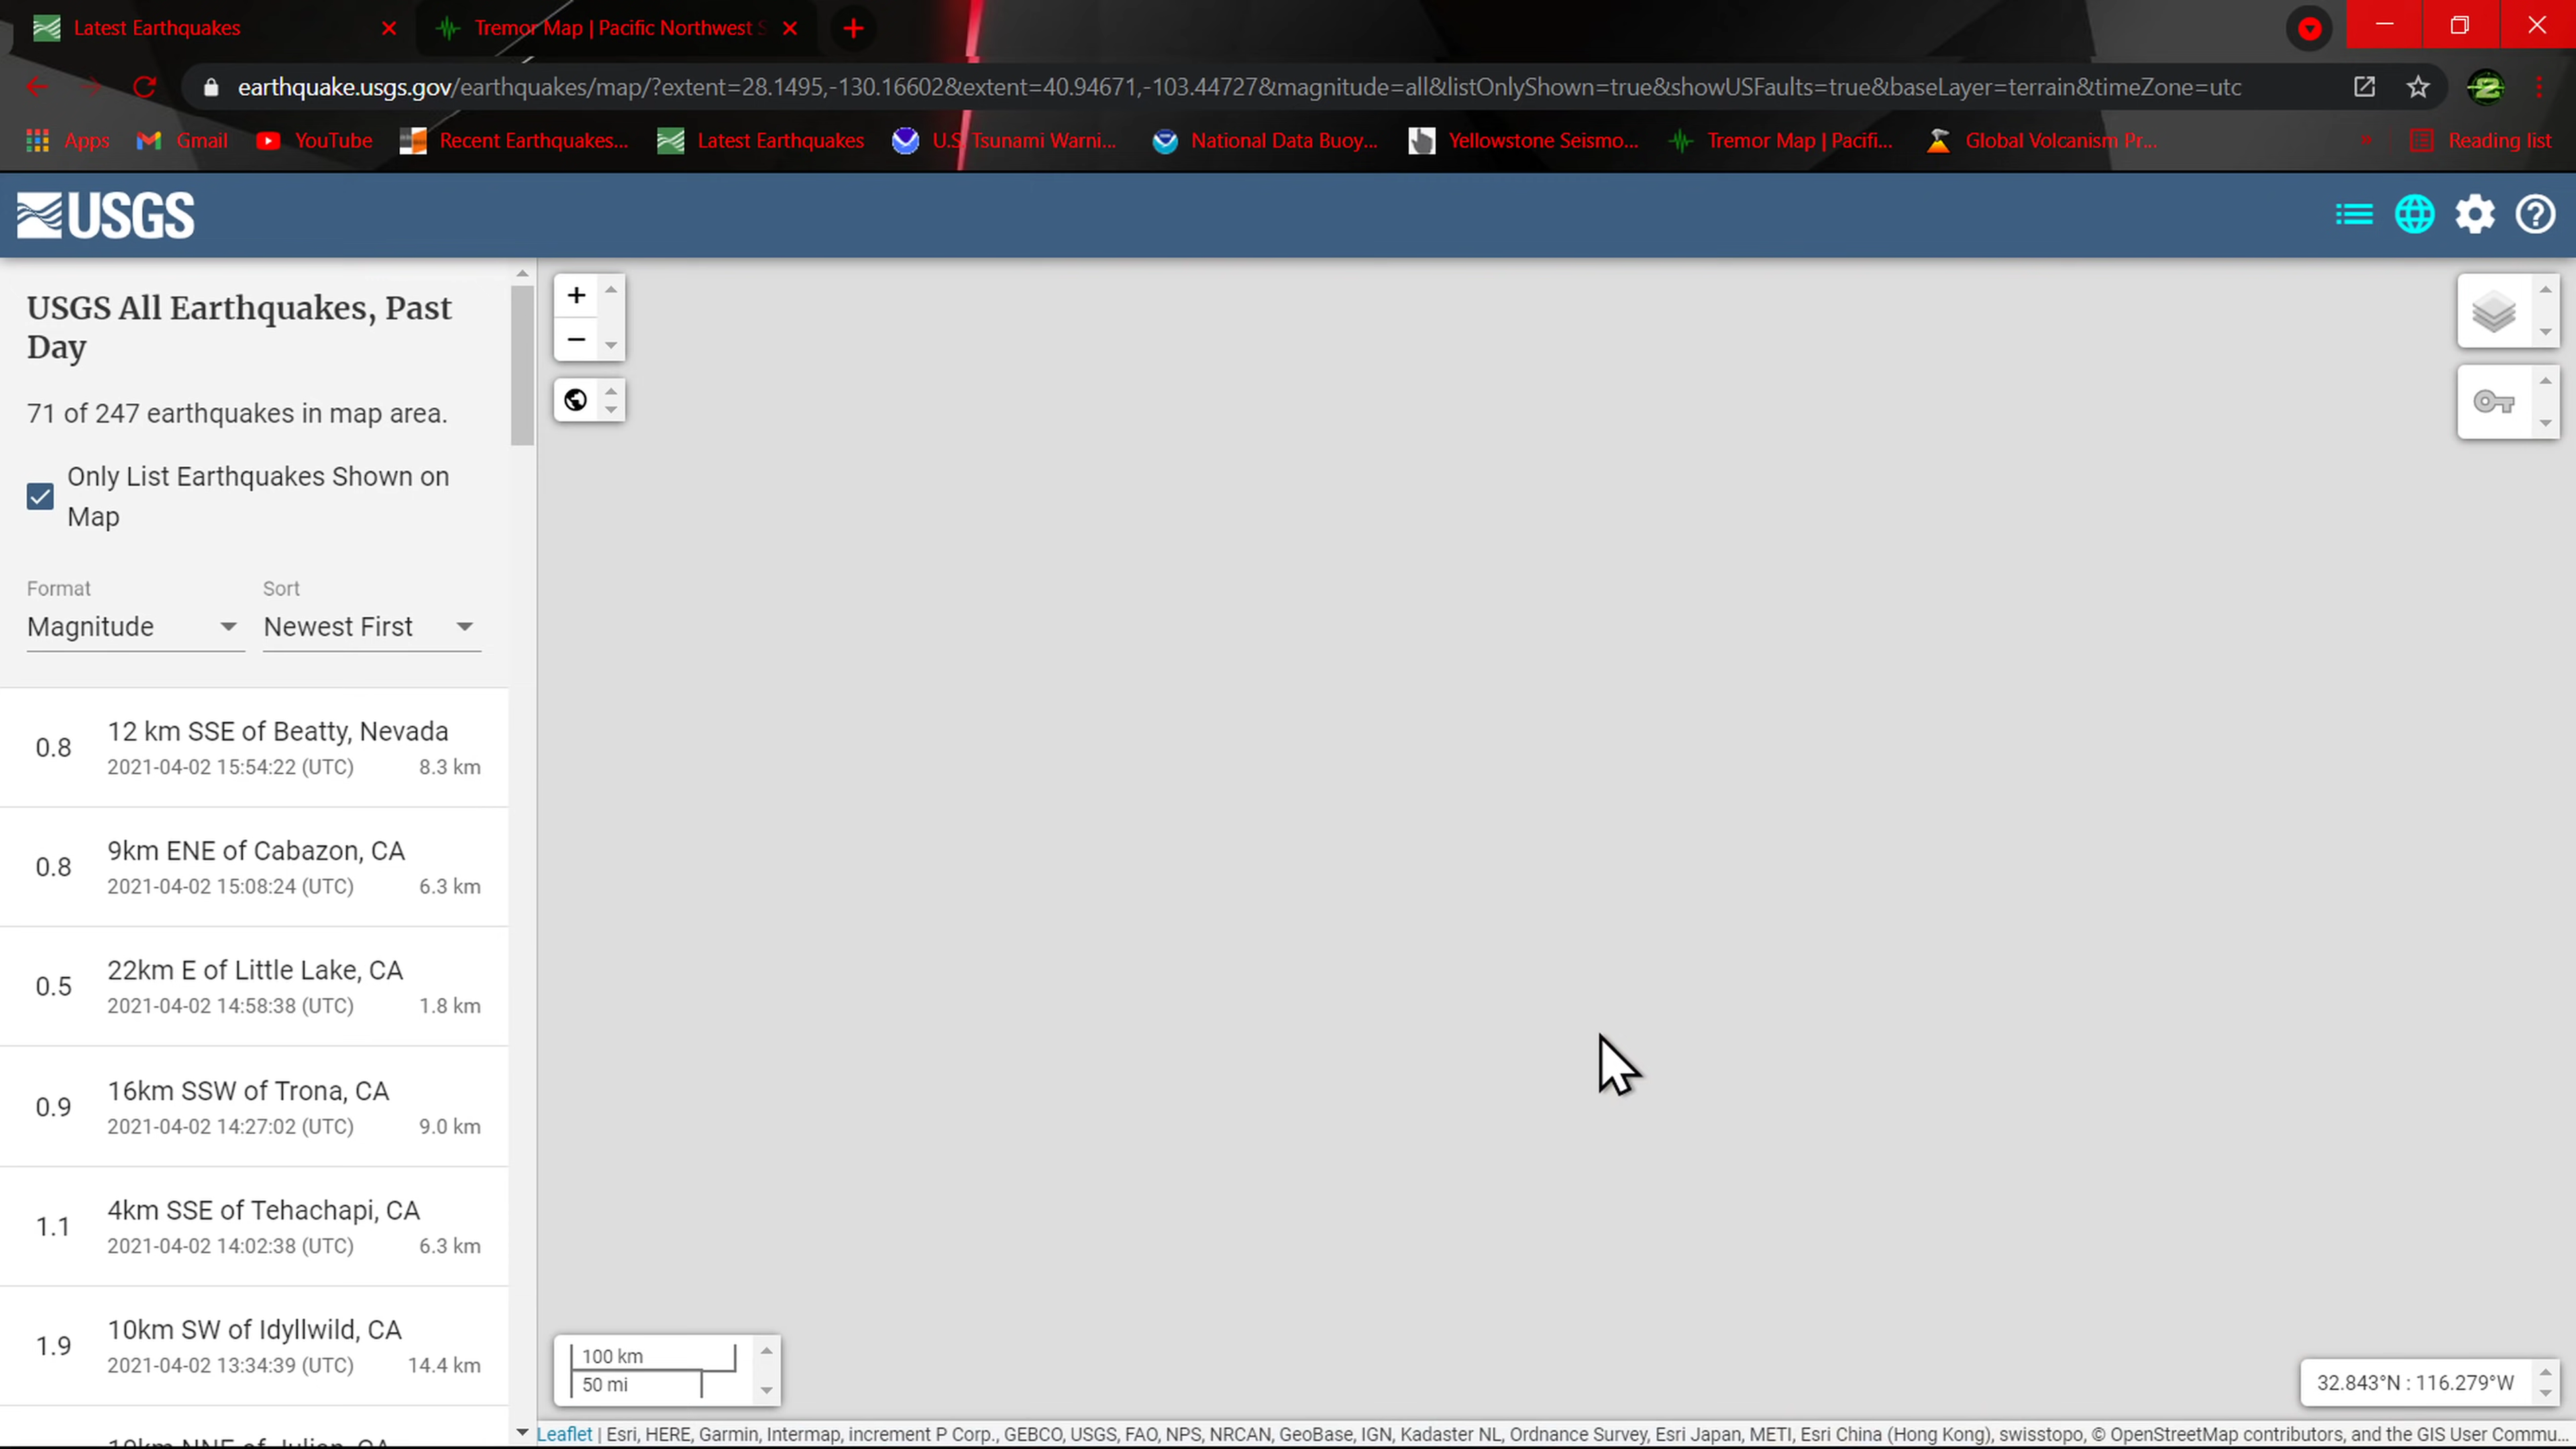 Latest Earthquakes
Tremor Map | Pacific Northwest S
earthquake.usgs.gov/earthquakes/map/?extent=28.1495,-130.16602&extent=40.94671,-103.44727&magnitude=all&listOnlyShown=true&showUSFaults=true&baseLayer=terrain&timeZone=utc
Apps Gmail YouTube Recent Earthquakes... Latest Earthquakes U.S. Tsunami Warni... National Data Buoy... Yellowstone Seismo... Tremor Map | Pacifi... Global Volcanism Pr... » Reading list
USGS
USGS All Earthquakes, Past
Day
71 of 247 earthquakes in map area.
Only List Earthquakes Shown on
Map
Format Sort
Magnitude Newest First
0.8 12 km SSE of Beatty, Nevada
2021-04-02 15:54:22 (UTC) 8.3 km
0.8 9km ENE of Cabazon, CA
2021-04-02 15:08:24 (UTC) 6.3 km
0.5 22km E of Little Lake, CA
2021-04-02 14:58:38 (UTC) 1.8 km
0.9 16km SSW of Trona, CA
2021-04-02 14:27:02 (UTC) 9.0 km
1.1 4km SSE of Tehachapi, CA
2021-04-02 14:02:38 (UTC) 6.3 km
1.9 10km SW of Idyllwild, CA
2021-04-02 13:34:39 (UTC) 14.4 km
NNE of Julian, CA
+
−
100 km
50 mi
32.843°N : 116.279°W
Leaflet | Esri, HERE, Garmin, Intermap, increment P Corp., GEBCO, USGS, FAO, NPS, NRCAN, GeoBase, IGN, Kadaster NL, Ordnance Survey, Esri Japan, METI, Esri China (Hong Kong), swisstopo, © OpenStreetMap contributors, and the GIS User Commu...